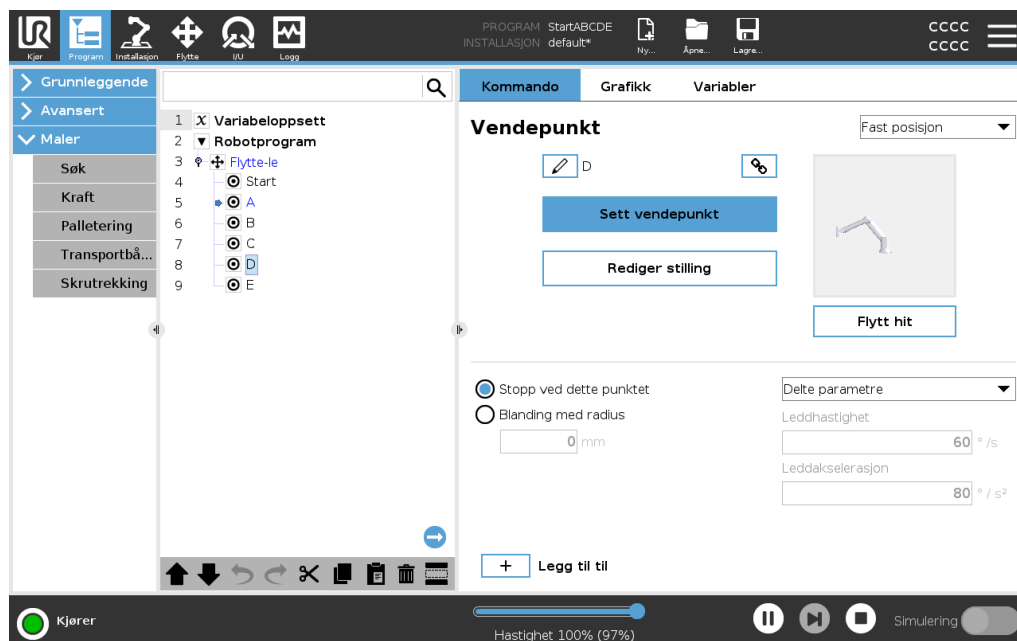 PROGRAM StartABCDE
INSTALLASJON default*
cccc
cccc
UR
Kjør
Program
Installasjon
Flytte
I/U
Logg
Ny...
Åpne...
Lagre...
Grunnleggende
Avansert
Maler
Søk
Kraft
Palletering
Transportbå...
Skrutrekking
1 X Variabeloppsett
2 Robotprogram
3 Flytte-le
4 Start
5 A
6 B
7 C
8 D
9 E
Kommando Grafikk Variabler
Vendepunkt
Fast posisjon
D
Sett vendepunkt
Rediger stilling
Flytt hit
Stopp ved dette punktet
Blanding med radius
0 mm
Delte parametre
Leddhastighet
60 °/s
Leddakselerasjon
80 °/ s²
+ Legg til til
Kjører
Hastighet 100% (97%)
Simulering